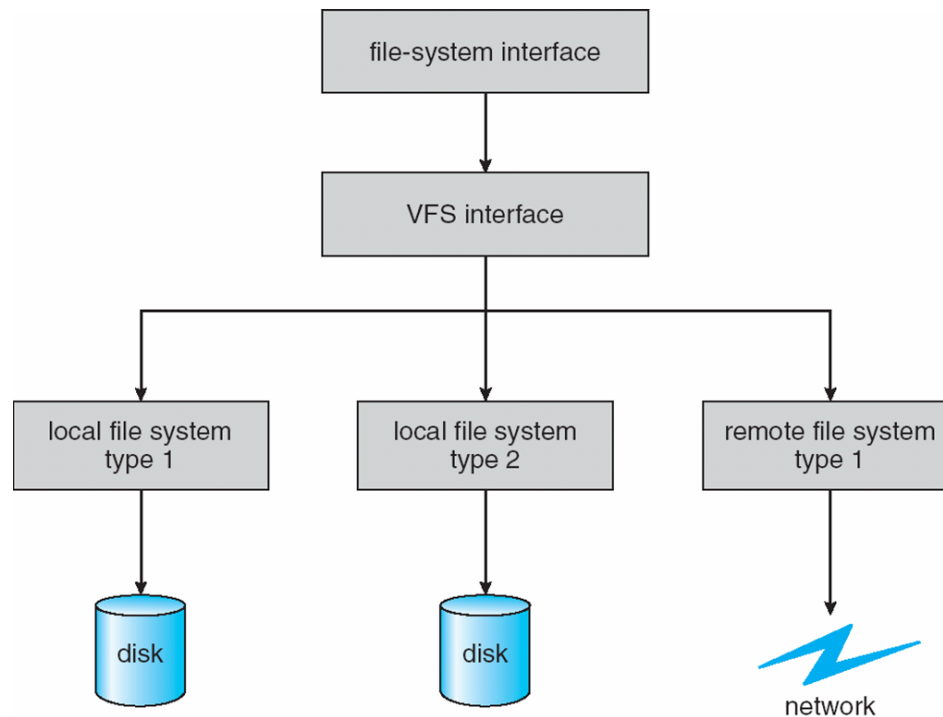 file-system interface
VFS interface
local file system
type 1
local file system
type 2
remote file system
type 1
disk
disk
network